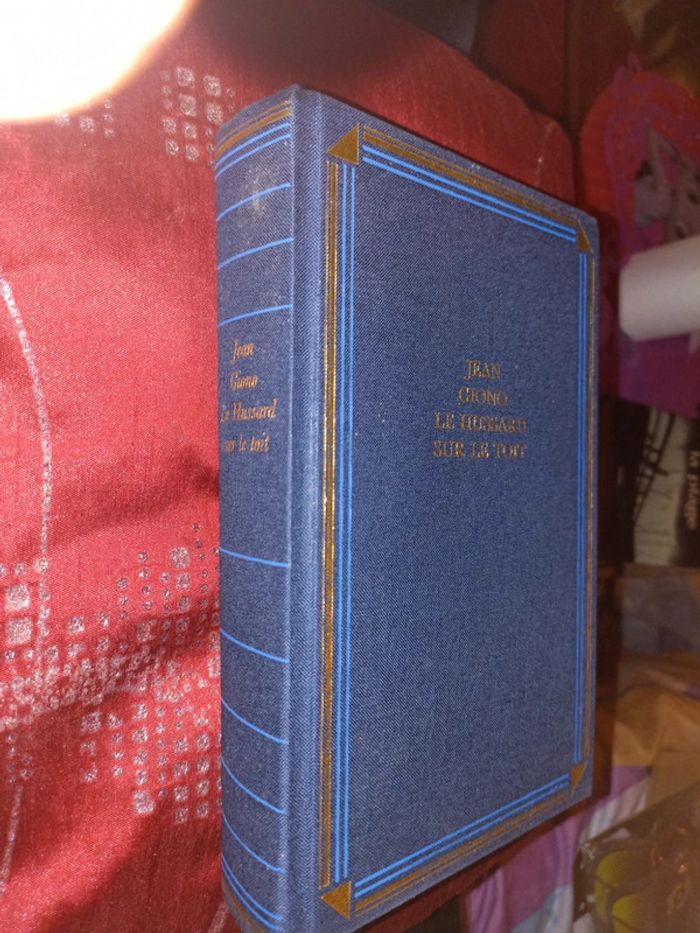 Jean
Giono
Le Hussard
sur le toit
JEAN
GIONO
LE HUSSARD
SUR LE TOIT